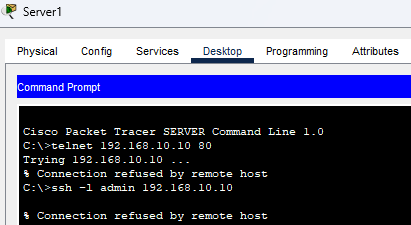 Server1
Physical Config Services Desktop Programming Attributes
Command Prompt
Cisco Packet Tracer SERVER Command Line 1.0
C:\>telnet 192.168.10.10 80
Trying 192.168.10.10 ...
% Connection refused by remote host
C:\>ssh -l admin 192.168.10.10
% Connection refused by remote host